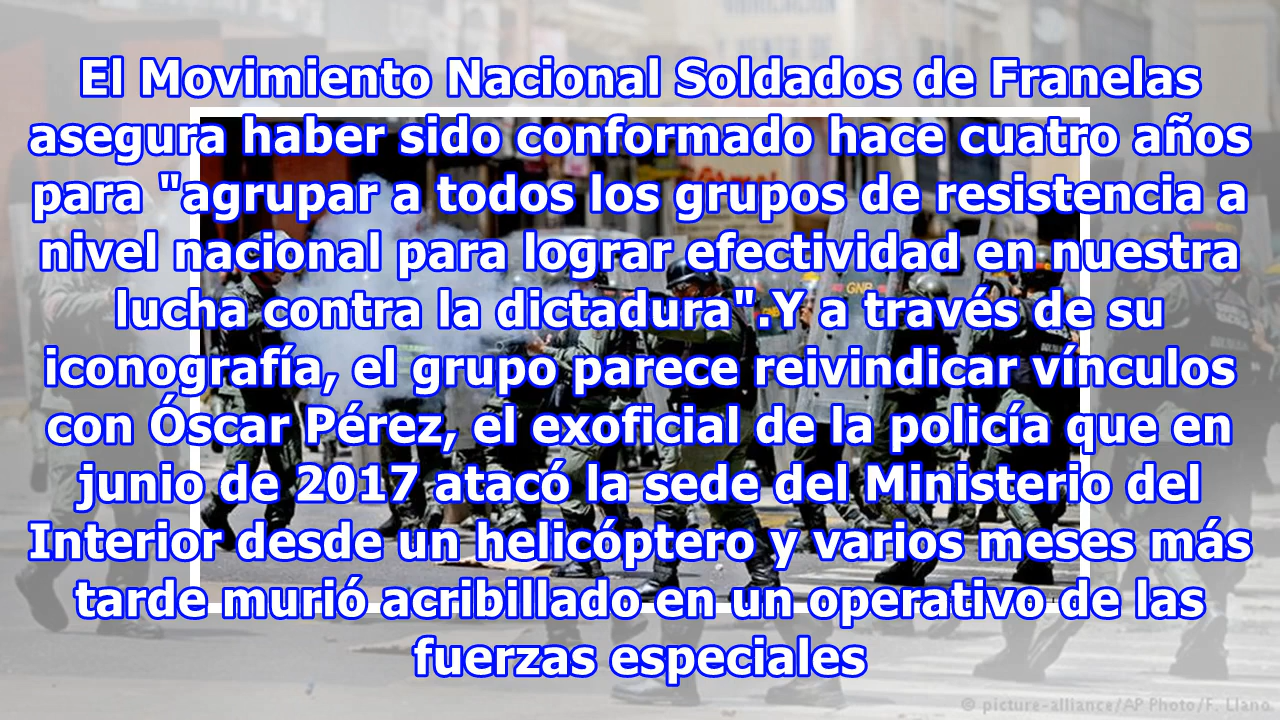 El Movimiento Nacional Soldados de Franelas
asegura haber sido conformado hace cuatro años
para "agrupar a todos los grupos de resistencia a
nivel nacional para lograr efectividad en nuestra
lucha contra la dictadura".Y a través de su
iconografía, el grupo parece reivindicar vínculos
con Óscar Pérez, el exoficial de la policía que en
junio de 2017 atacó la sede del Ministerio del
Interior desde un helicóptero y varios meses más
tarde murió acribillado en un operativo de las
fuerzas especiales
GNB
© picture-alliance/AP Photo/F. Llano